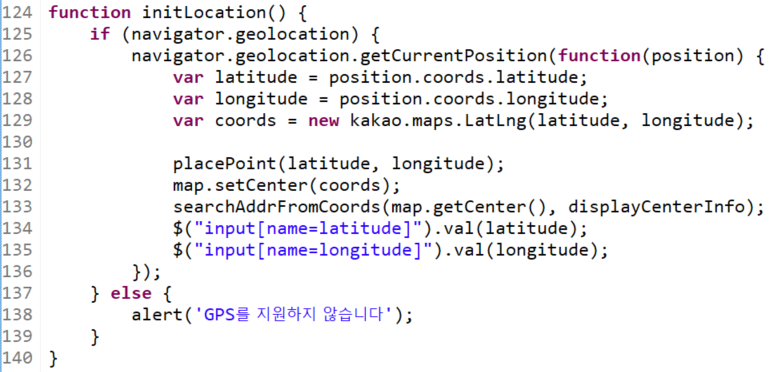 124 function initLocation() {
125     if (navigator.geolocation) {
126         navigator.geolocation.getCurrentPosition(function(position) {
127             var latitude = position.coords.latitude;
128             var longitude = position.coords.longitude;
129             var coords = new kakao.maps.LatLng(latitude, longitude);
130
131             placePoint(latitude, longitude);
132             map.setCenter(coords);
133             searchAddrFromCoords(map.getCenter(), displayCenterInfo);
134             $("input[name=latitude]").val(latitude);
135             $("input[name=longitude]").val(longitude);
136         });
137     } else {
138         alert('GPS를 지원하지 않습니다');
139     }
140 }